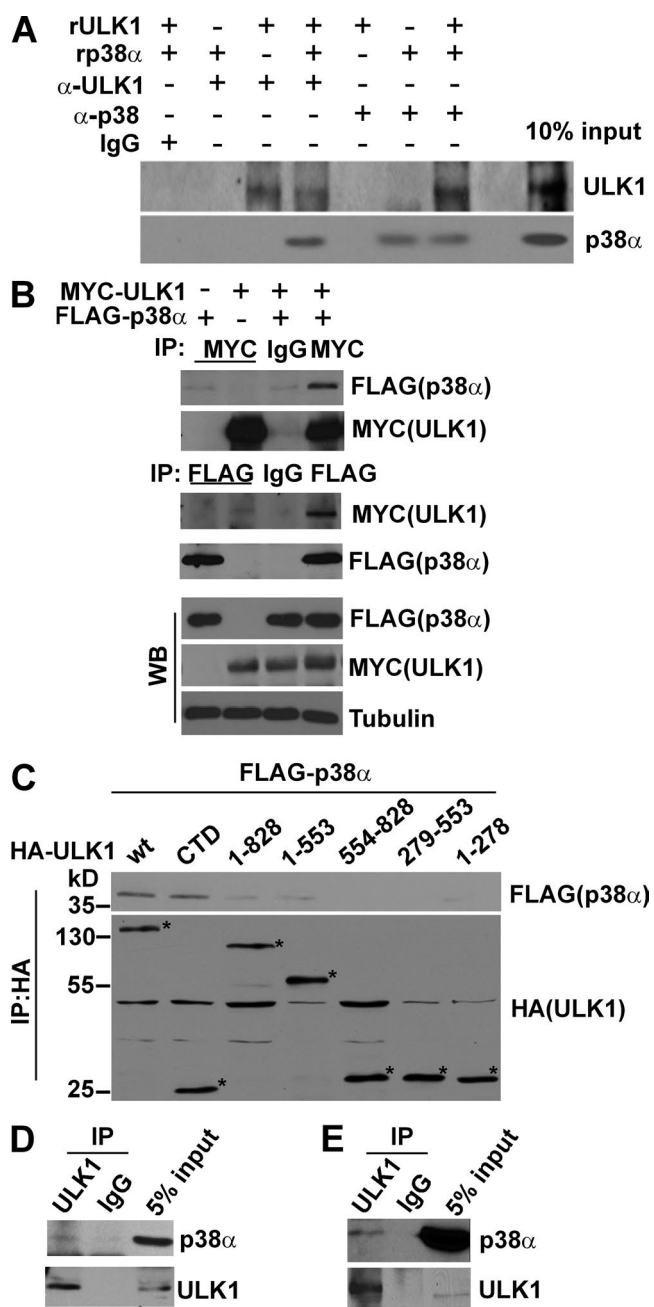 A
rULK1 + - + + + - +
rp38α + + - + - + +
α-ULK1 - + + + - - -
α-p38 - - - - + + +
IgG + - - - - - -
10% input
ULK1
p38α
B
MYC-ULK1 - + + +
FLAG-p38α + - + +
IP: MYC IgG MYC
FLAG(p38α)
MYC(ULK1)
IP: FLAG IgG FLAG
MYC(ULK1)
FLAG(p38α)
WB
FLAG(p38α)
MYC(ULK1)
Tubulin
C
FLAG-p38α
HA-ULK1 wt CTD 1-828 1-553 554-828 279-553 1-278
kD
35
FLAG(p38α)
IP:HA
130
55
25
HA(ULK1)
* * * * * * *
D
IP
ULK1 IgG 5% input
p38α
ULK1
E
IP
ULK1 IgG 5% input
p38α
ULK1